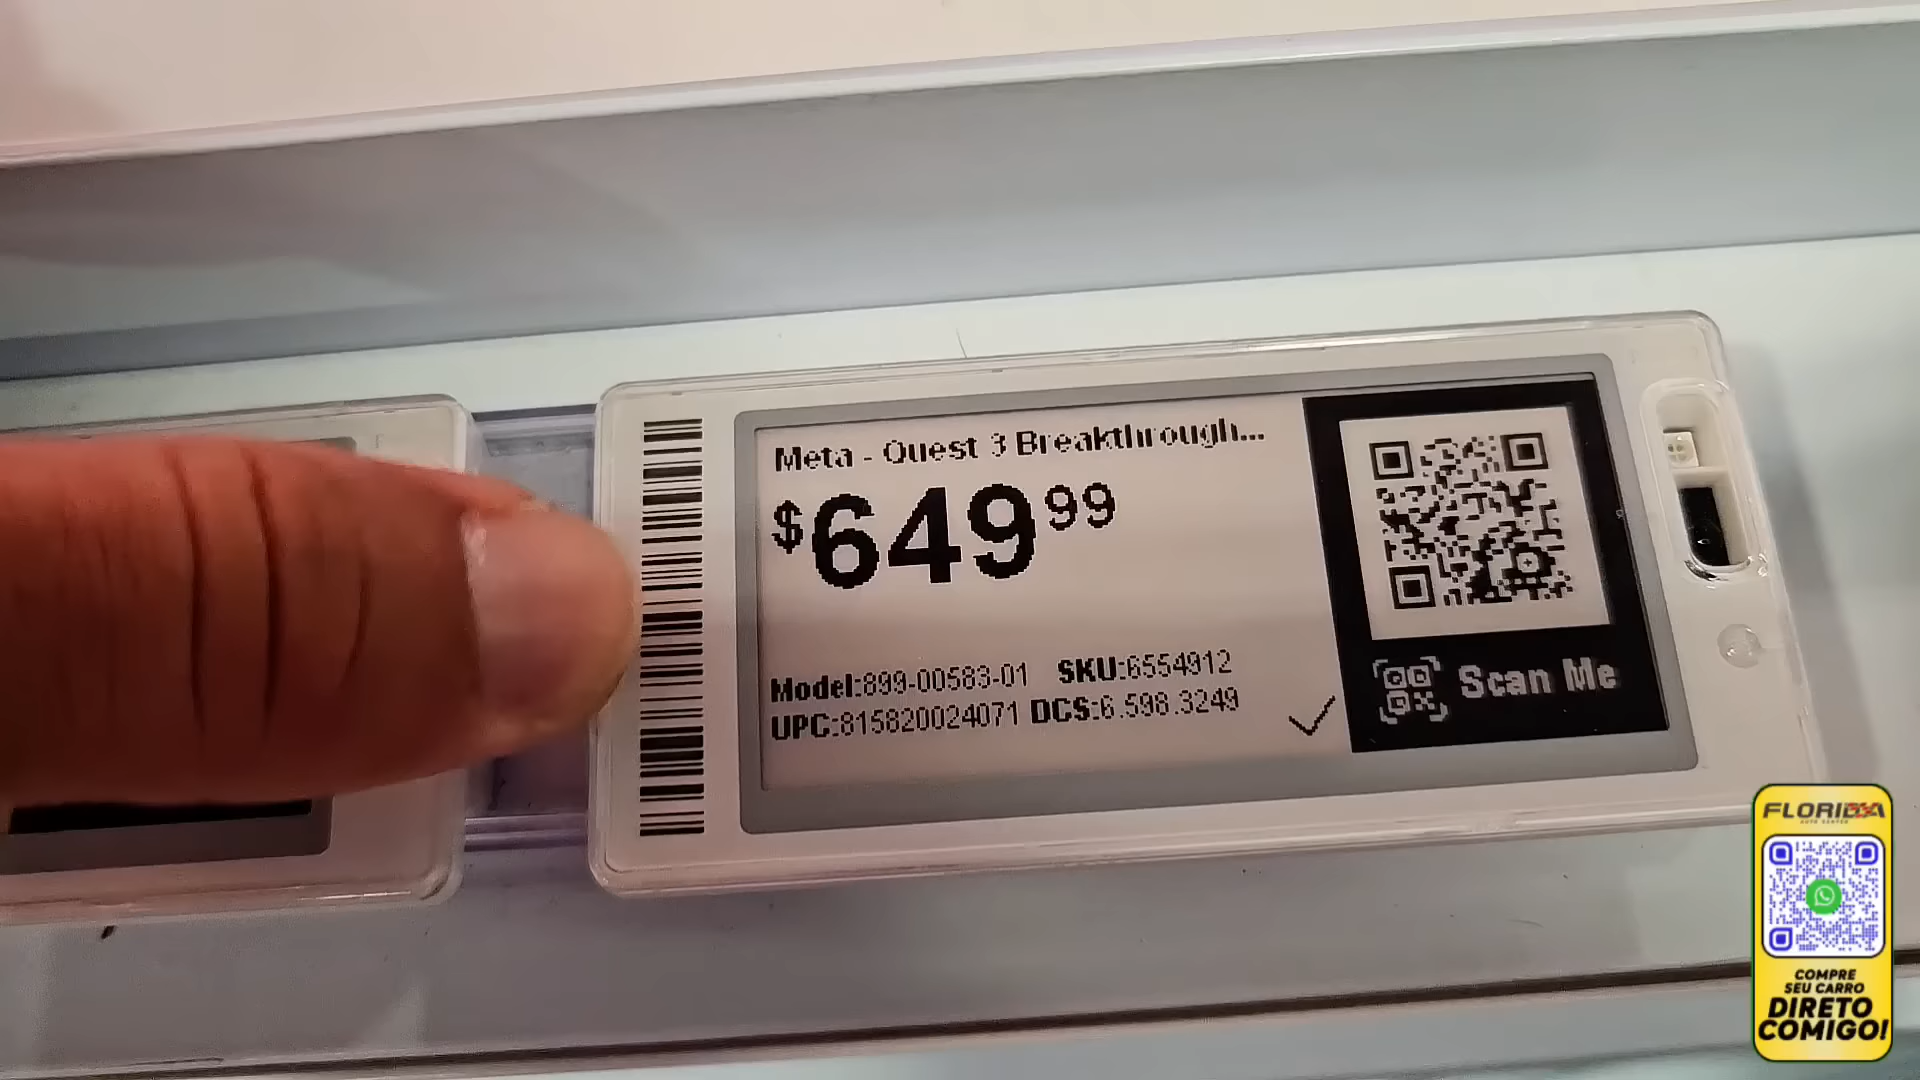 Meta - Quest 3 Breakthrough...
$649 99
Model:899-00583-01 SKU:6554912
UPC:815820024071 DCS:6.598.3249
Scan Me
FLORIDA
COMPRE
SEU CARRO
DIRETO
COMIGO!